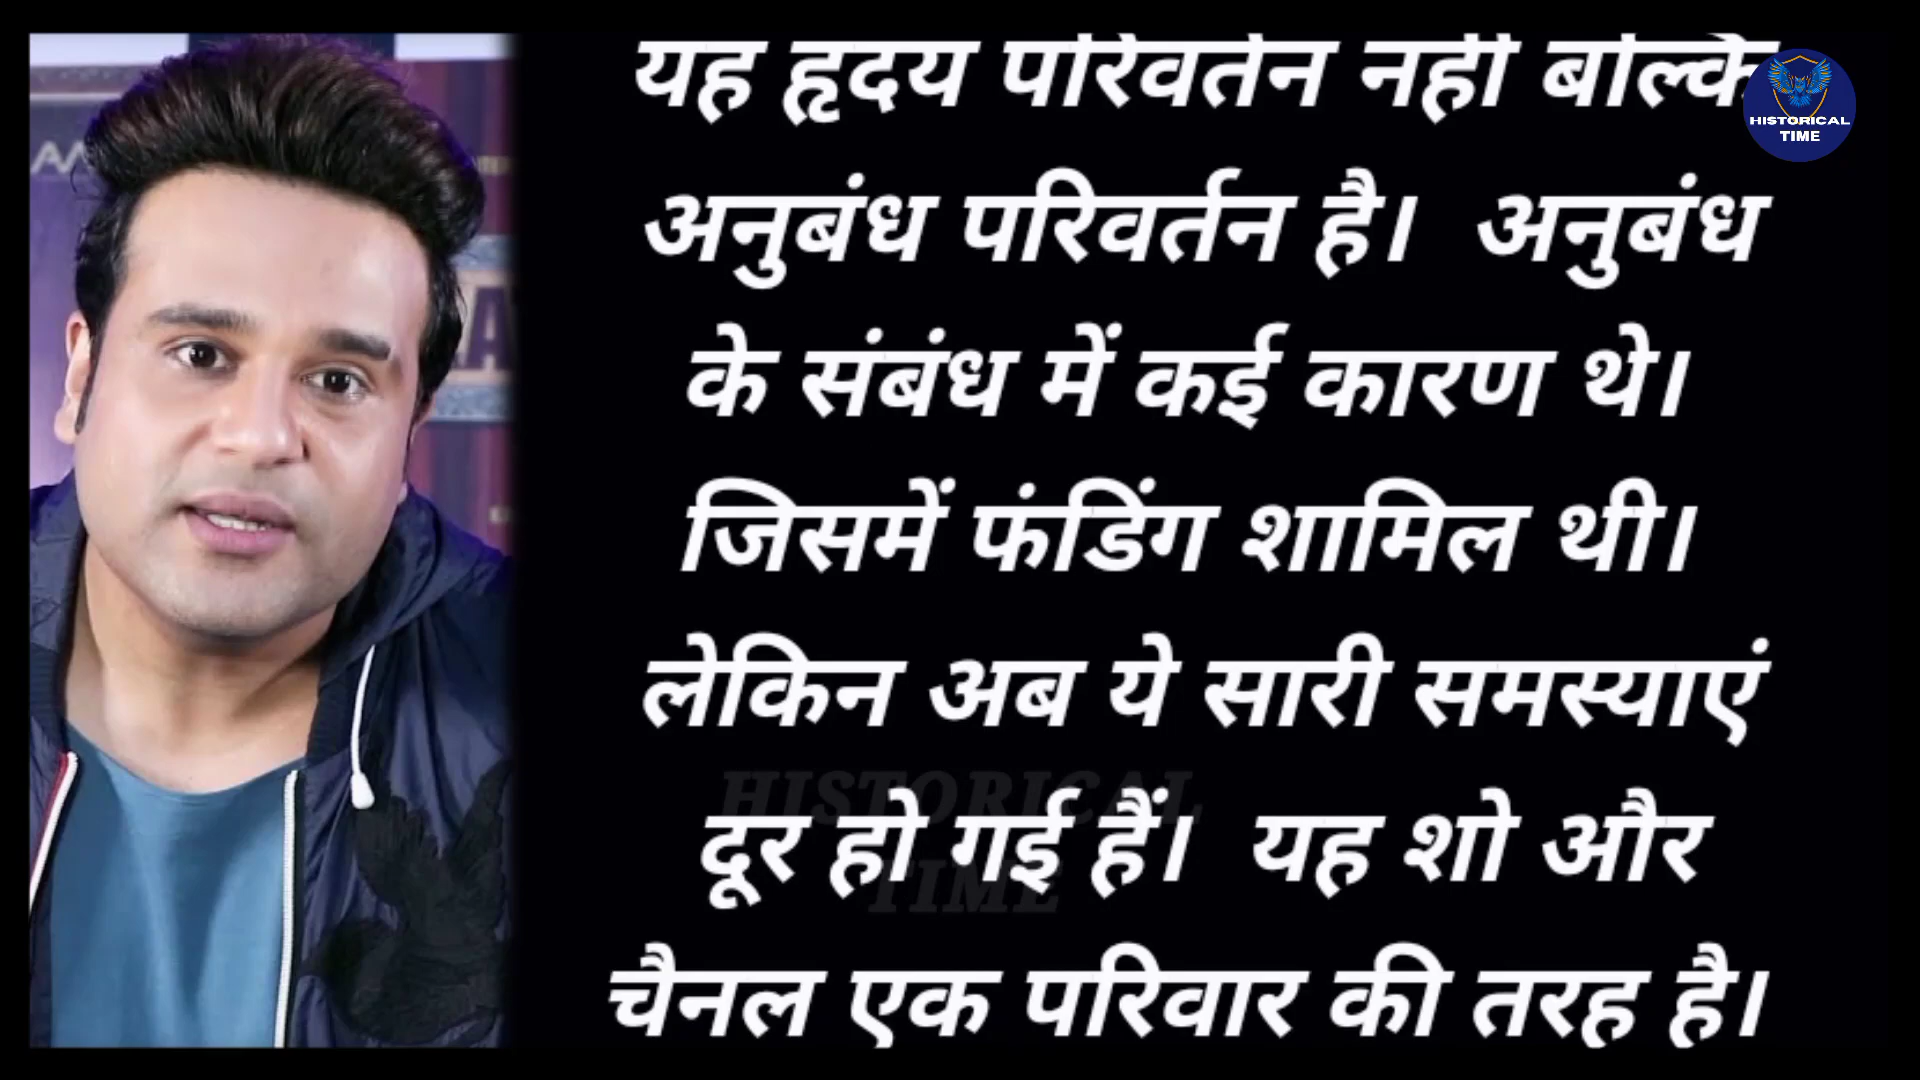 यह हृदय परिवर्तन नहीं बल्कि
HISTORICAL
TIME
अनुबंध परिवर्तन है। अनुबंध
के संबंध में कई कारण थे।
जिसमें फंडिंग शामिल थी।
लेकिन अब ये सारी समस्याएं
HISTORICAL
दूर हो गई हैं। यह शो और
TIME
चैनल एक परिवार की तरह है।